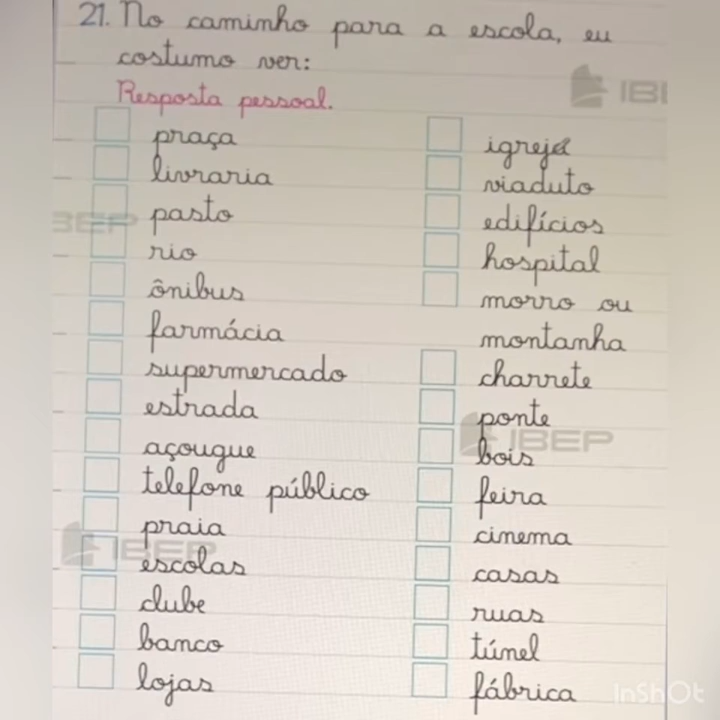 21. No caminho para a escola, eu
costumo ver:
Resposta pessoal.
praça
livraria
pasto
rio
ônibus
farmácia
supermercado
estrada
açougue
telefone público
praia
escolas
clube
banco
lojas
igreja
viaduto
edifícios
hospital
morro ou
montanha
charrete
ponte
bois
feira
cinema
casas
ruas
túnel
fábrica
IBEP
IBEP
IBEP
IBEP
InShOt